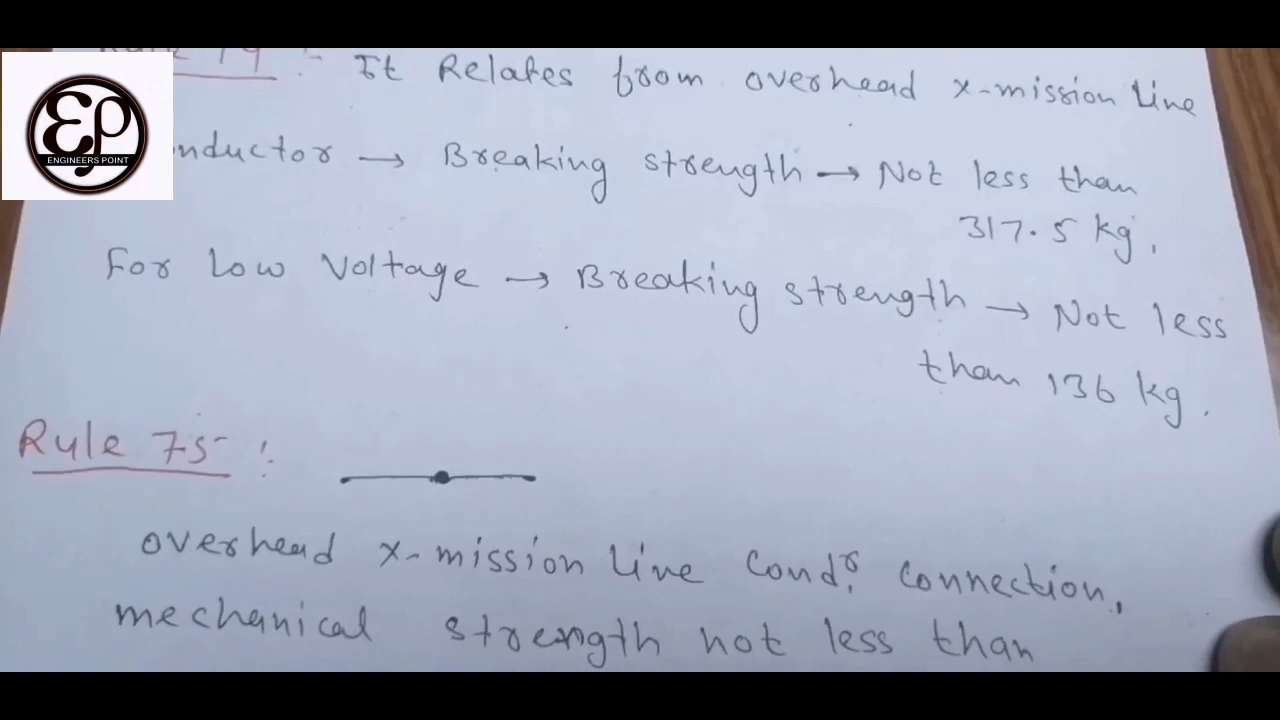 It Relates from overhead x-mission Line
EP
ENGINEERS POINT
nductor → Breaking strength → Not less than
317.5 kg.
For Low Voltage → Breaking strength → Not less
than 136 kg.
Rule 75 :
overhead x-mission Line Condr. connection,
mechanical strength not less than